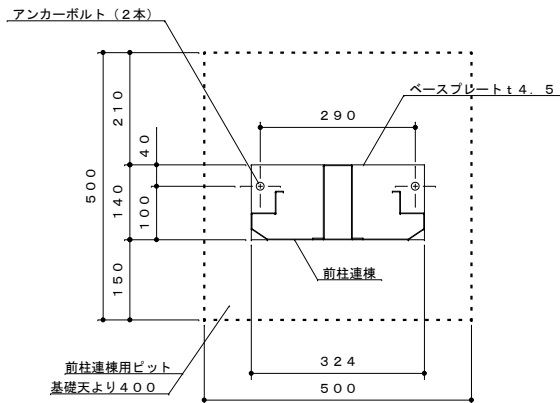 アンカーボルト（２本）
ベースプレートｔ４．５
２９０
２１０
４０
５００
１４０
１００
１５０
前柱連棟
前柱連棟用ピット
基礎天より４００
３２４
５００